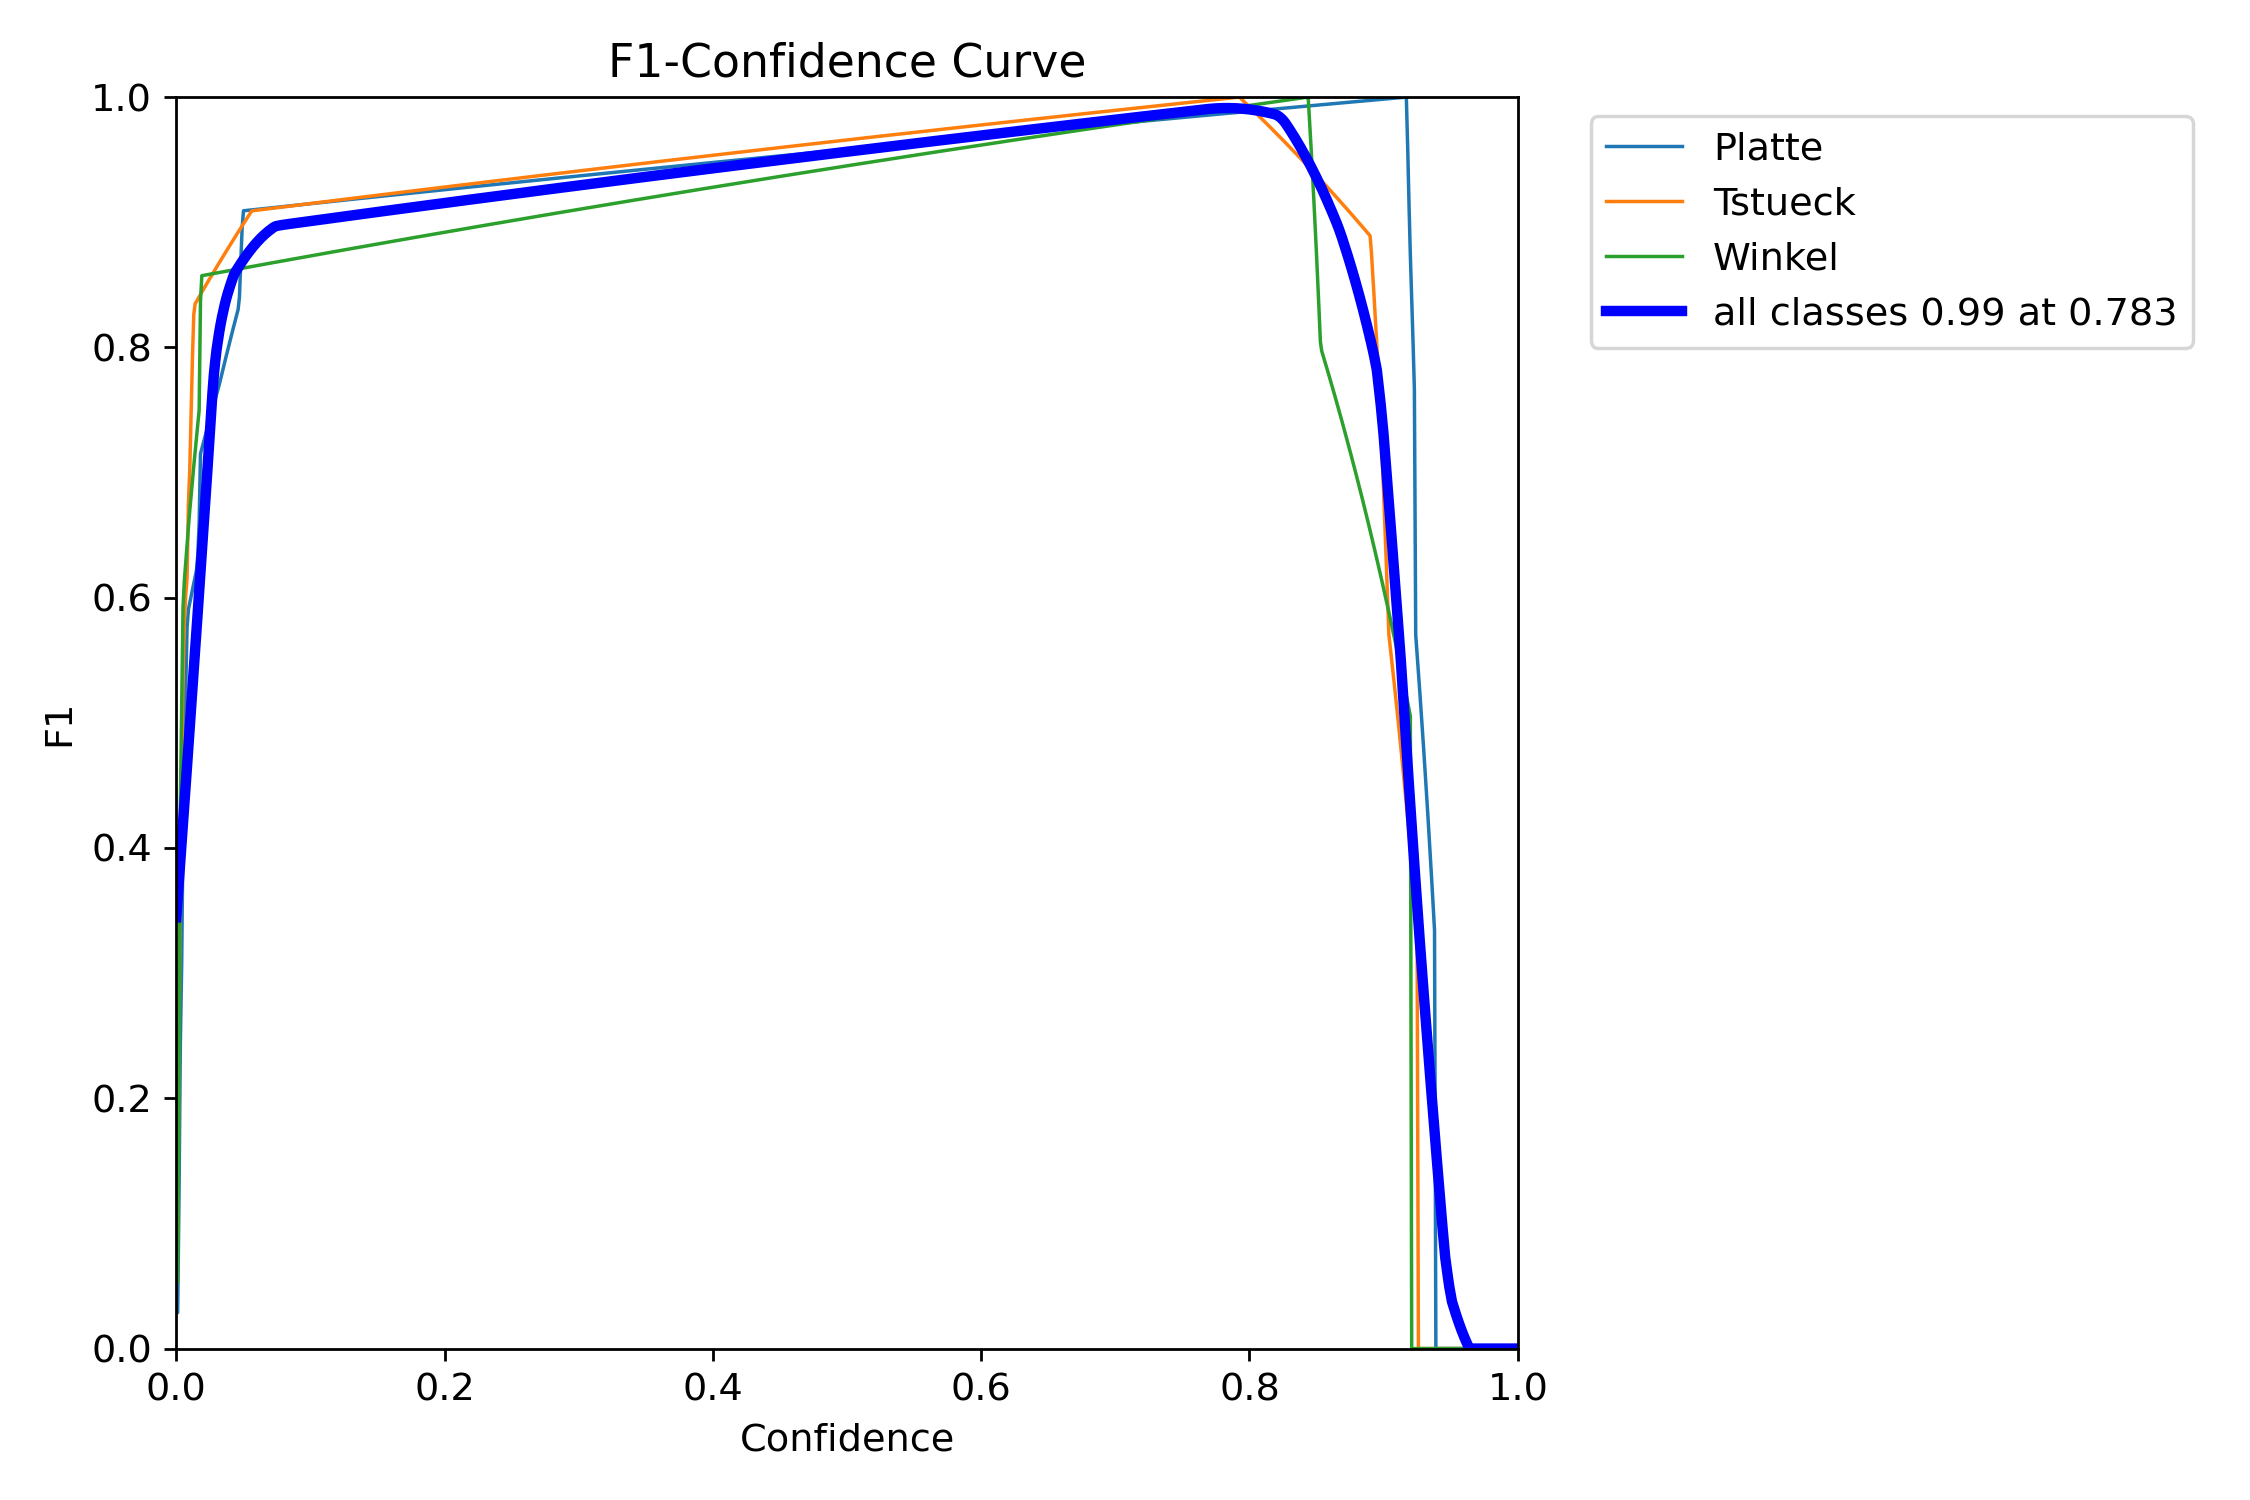 F1-Confidence Curve
1.0
0.8
0.6
0.4
0.2
0.0
F1
0.0 0.2 0.4 0.6 0.8 1.0
Confidence
Platte
Tstueck
Winkel
all classes 0.99 at 0.783